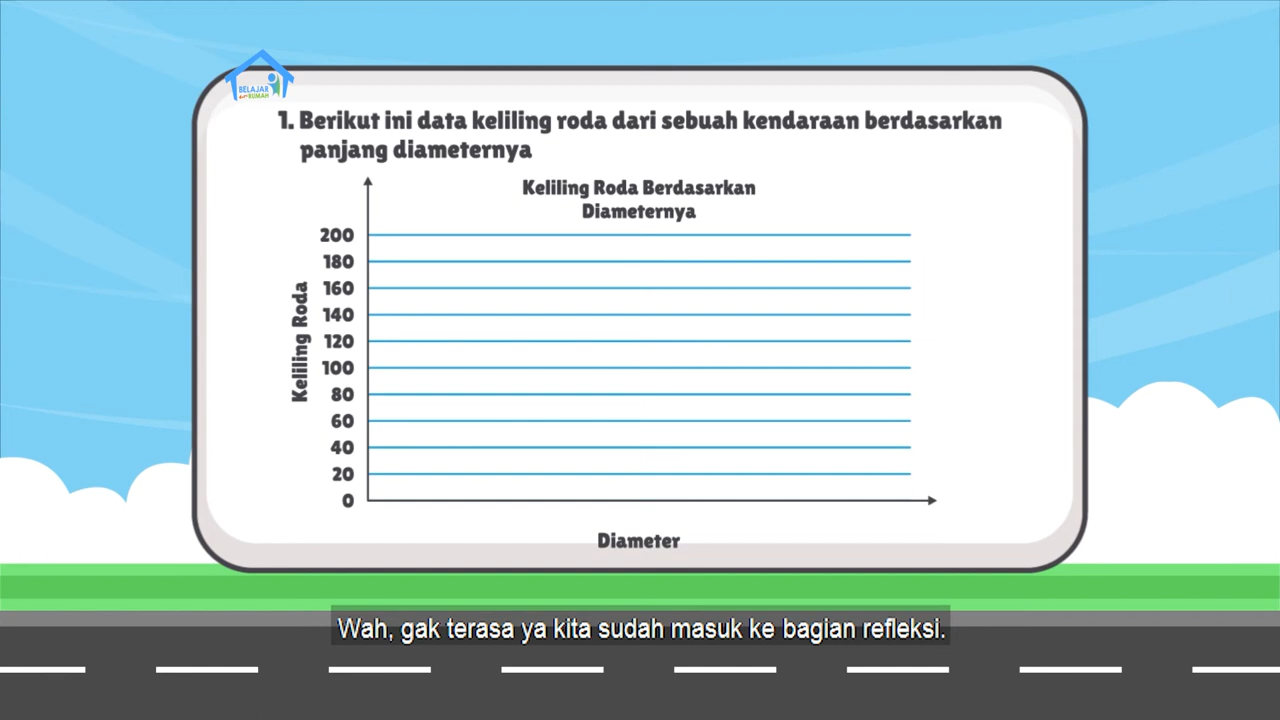 BELAJAR
dari RUMAH
1. Berikut ini data keliling roda dari sebuah kendaraan berdasarkan
panjang diameternya
Keliling Roda Berdasarkan
Diameternya
Keliling Roda
200
180
160
140
120
100
80
60
40
20
0
Diameter
Wah, gak terasa ya kita sudah masuk ke bagian refleksi.